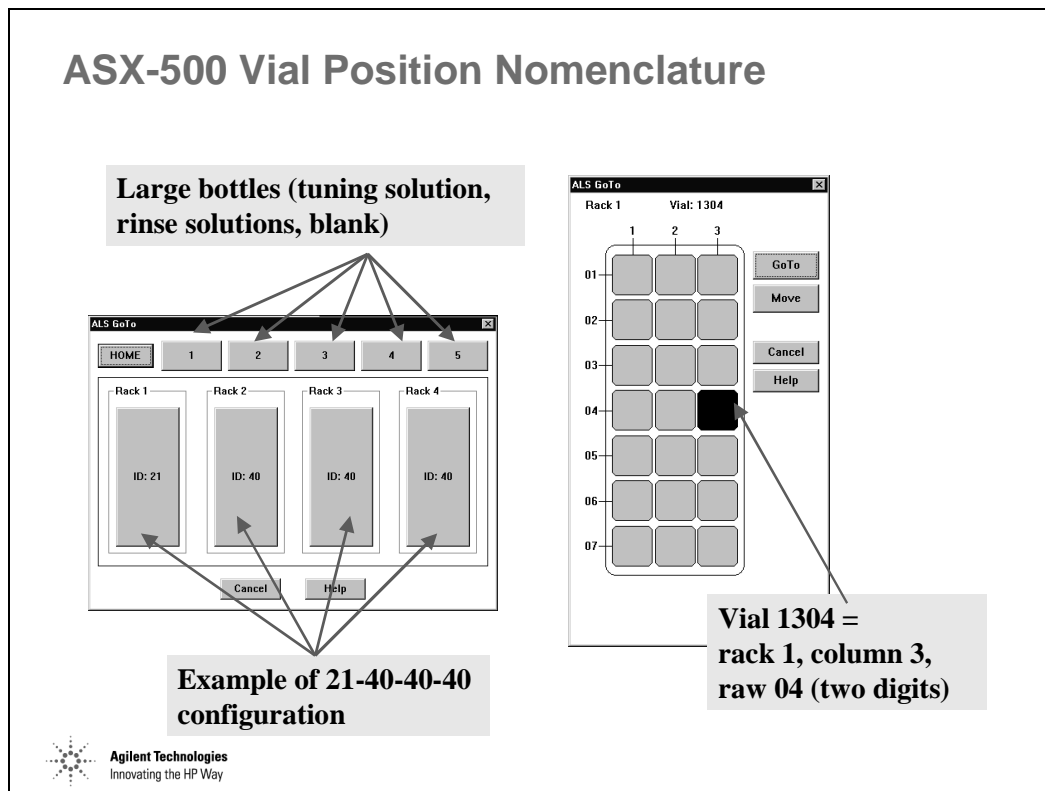 ASX-500 Vial Position Nomenclature
Large bottles (tuning solution,
rinse solutions, blank)
ALS GoTo
HOME 1 2 3 4 5
Rack 1 Rack 2 Rack 3 Rack 4
ID: 21 ID: 40 ID: 40 ID: 40
Cancel Help
Example of 21-40-40-40
configuration
ALS GoTo
Rack 1 Vial: 1304
1 2 3
01
02
03
04
05
06
07
GoTo
Move
Cancel
Help
Vial 1304 =
rack 1, column 3,
raw 04 (two digits)
Agilent Technologies
Innovating the HP Way